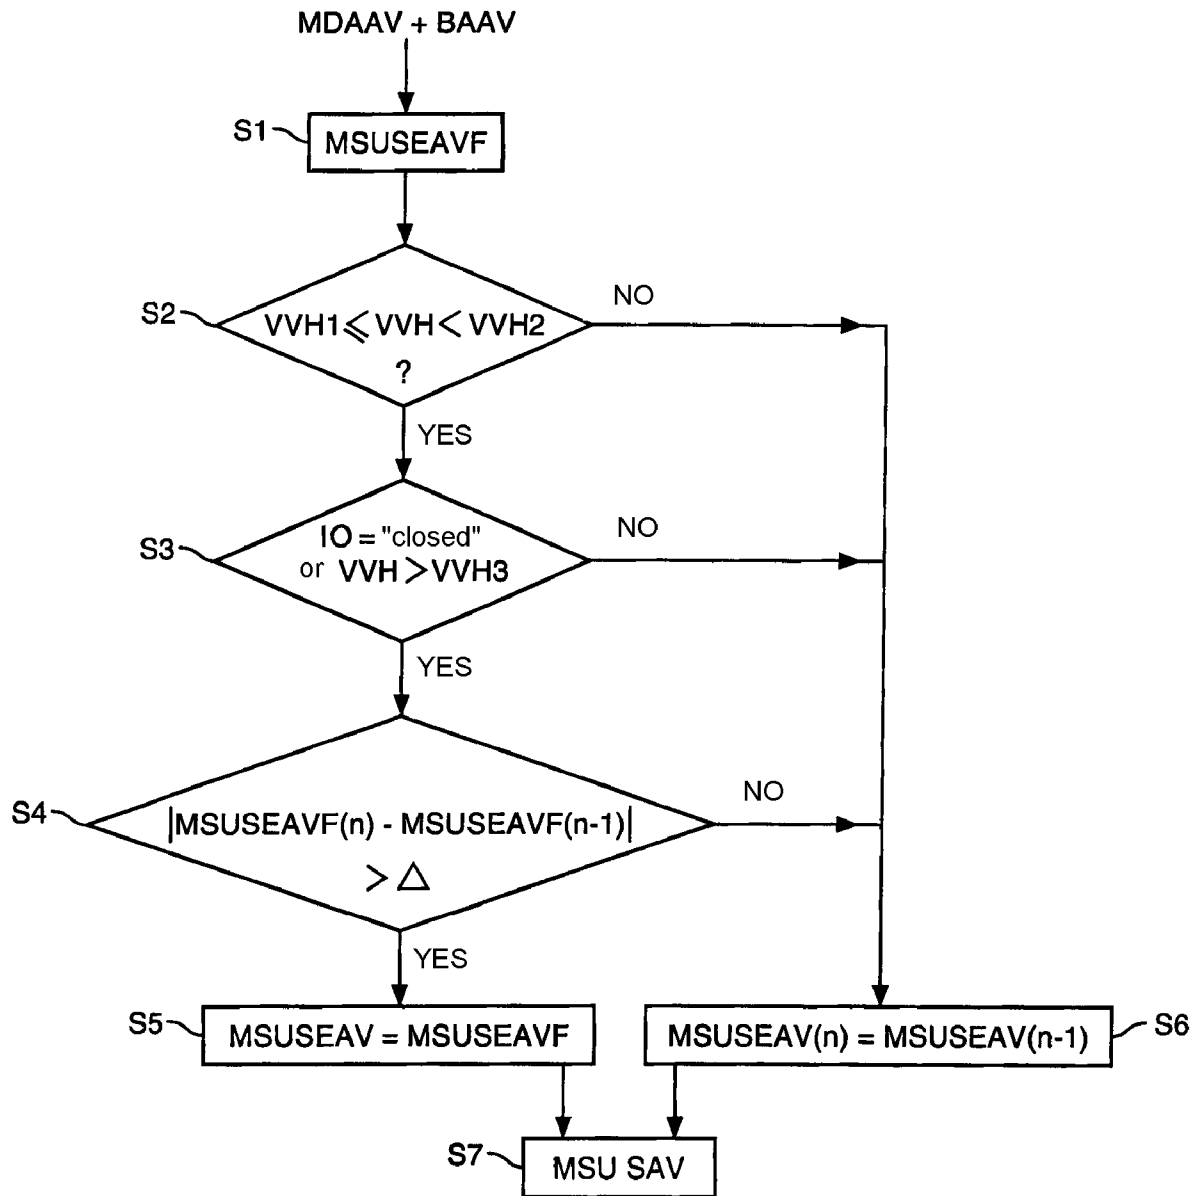 MDAAV + BAAV
S1
MSUSEAVF
S2
VVH1 ⩽ VVH < VVH2
?
NO
YES
S3
IO = "closed"
or VVH > VVH3
NO
YES
S4
|MSUSEAVF(n) - MSUSEAVF(n-1)|
> △
NO
YES
S5
MSUSEAV = MSUSEAVF
MSUSEAV(n) = MSUSEAV(n-1)
S6
S7
MSU SAV